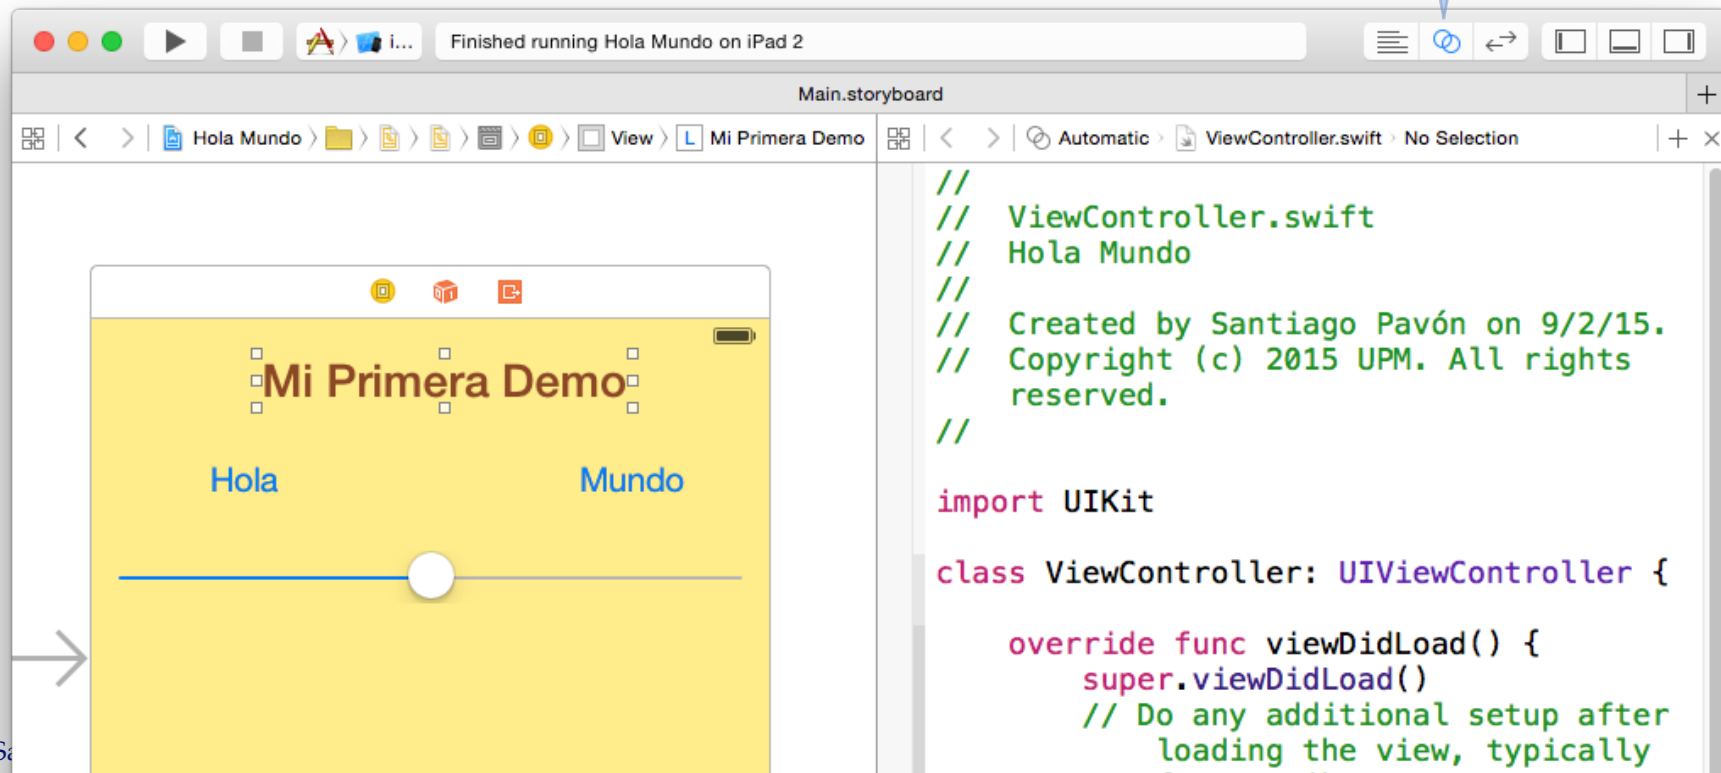 i...
Finished running Hola Mundo on iPad 2
Main.storyboard
Hola Mundo View L Mi Primera Demo
Automatic ViewController.swift No Selection
Mi Primera Demo
Hola Mundo
//
// ViewController.swift
// Hola Mundo
//
// Created by Santiago Pavón on 9/2/15.
// Copyright (c) 2015 UPM. All rights
reserved.
//
import UIKit
class ViewController: UIViewController {
override func viewDidLoad() {
super.viewDidLoad()
// Do any additional setup after
loading the view, typically